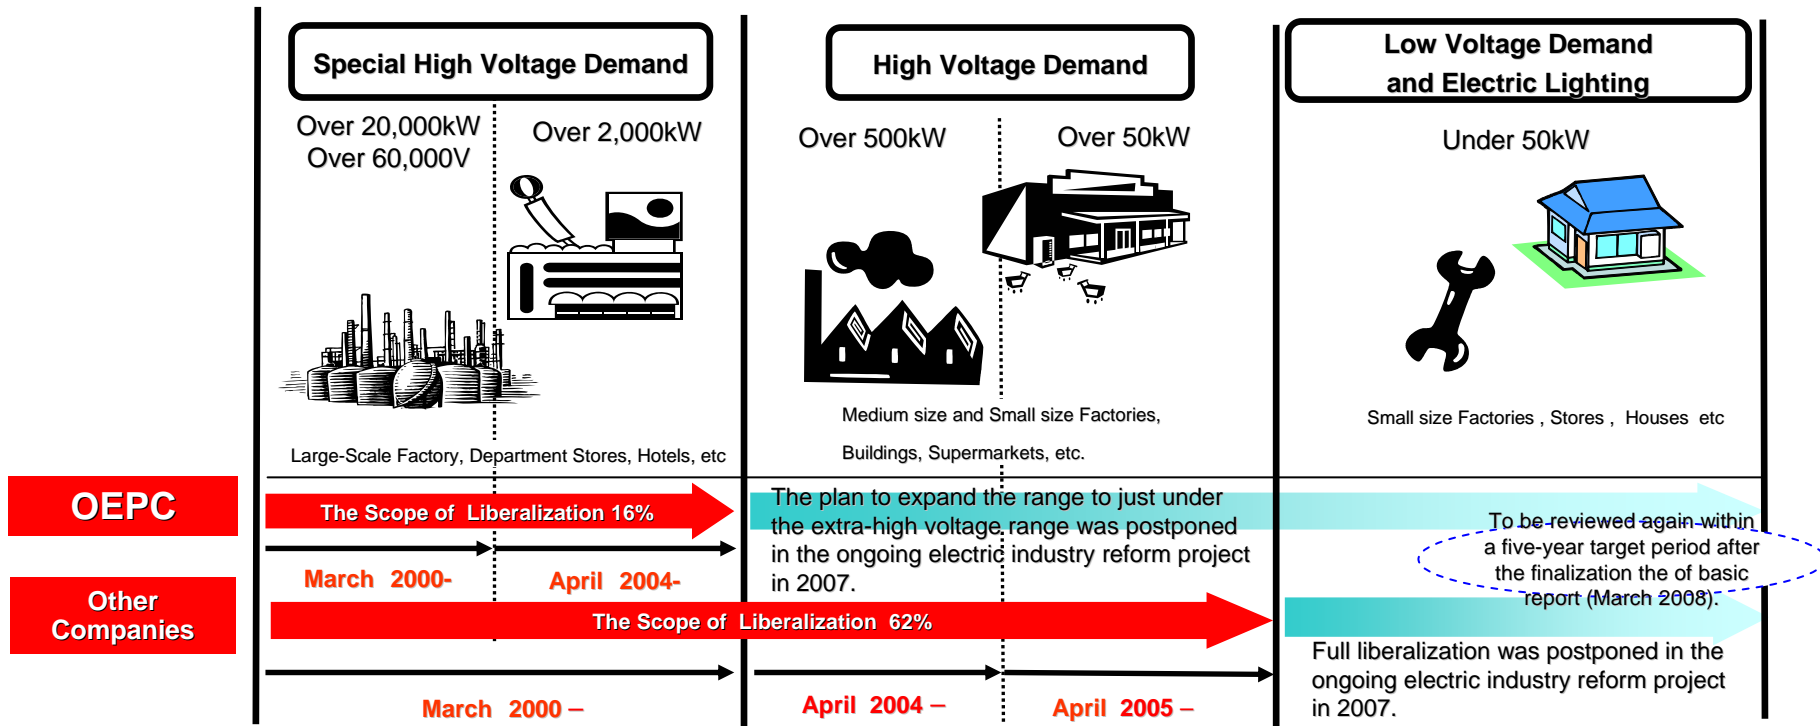 Special High Voltage Demand
High Voltage Demand
Low Voltage Demand
and Electric Lighting
Over 20,000kW
Over 60,000V
Over 2,000kW
Over 500kW
Over 50kW
Under 50kW
Large-Scale Factory, Department Stores, Hotels, etc
Medium size and Small size Factories,
Buildings, Supermarkets, etc.
Small size Factories , Stores , Houses etc
OEPC
The Scope of Liberalization 16%
March 2000-
April 2004-
The plan to expand the range to just under
the extra-high voltage range was postponed
in the ongoing electric industry reform project
in 2007.
To be reviewed again within
a five-year target period after
the finalization the of basic
report (March 2008).
Other
Companies
The Scope of Liberalization 62%
March 2000 –
April 2004 –
April 2005 –
Full liberalization was postponed in the
ongoing electric industry reform project
in 2007.